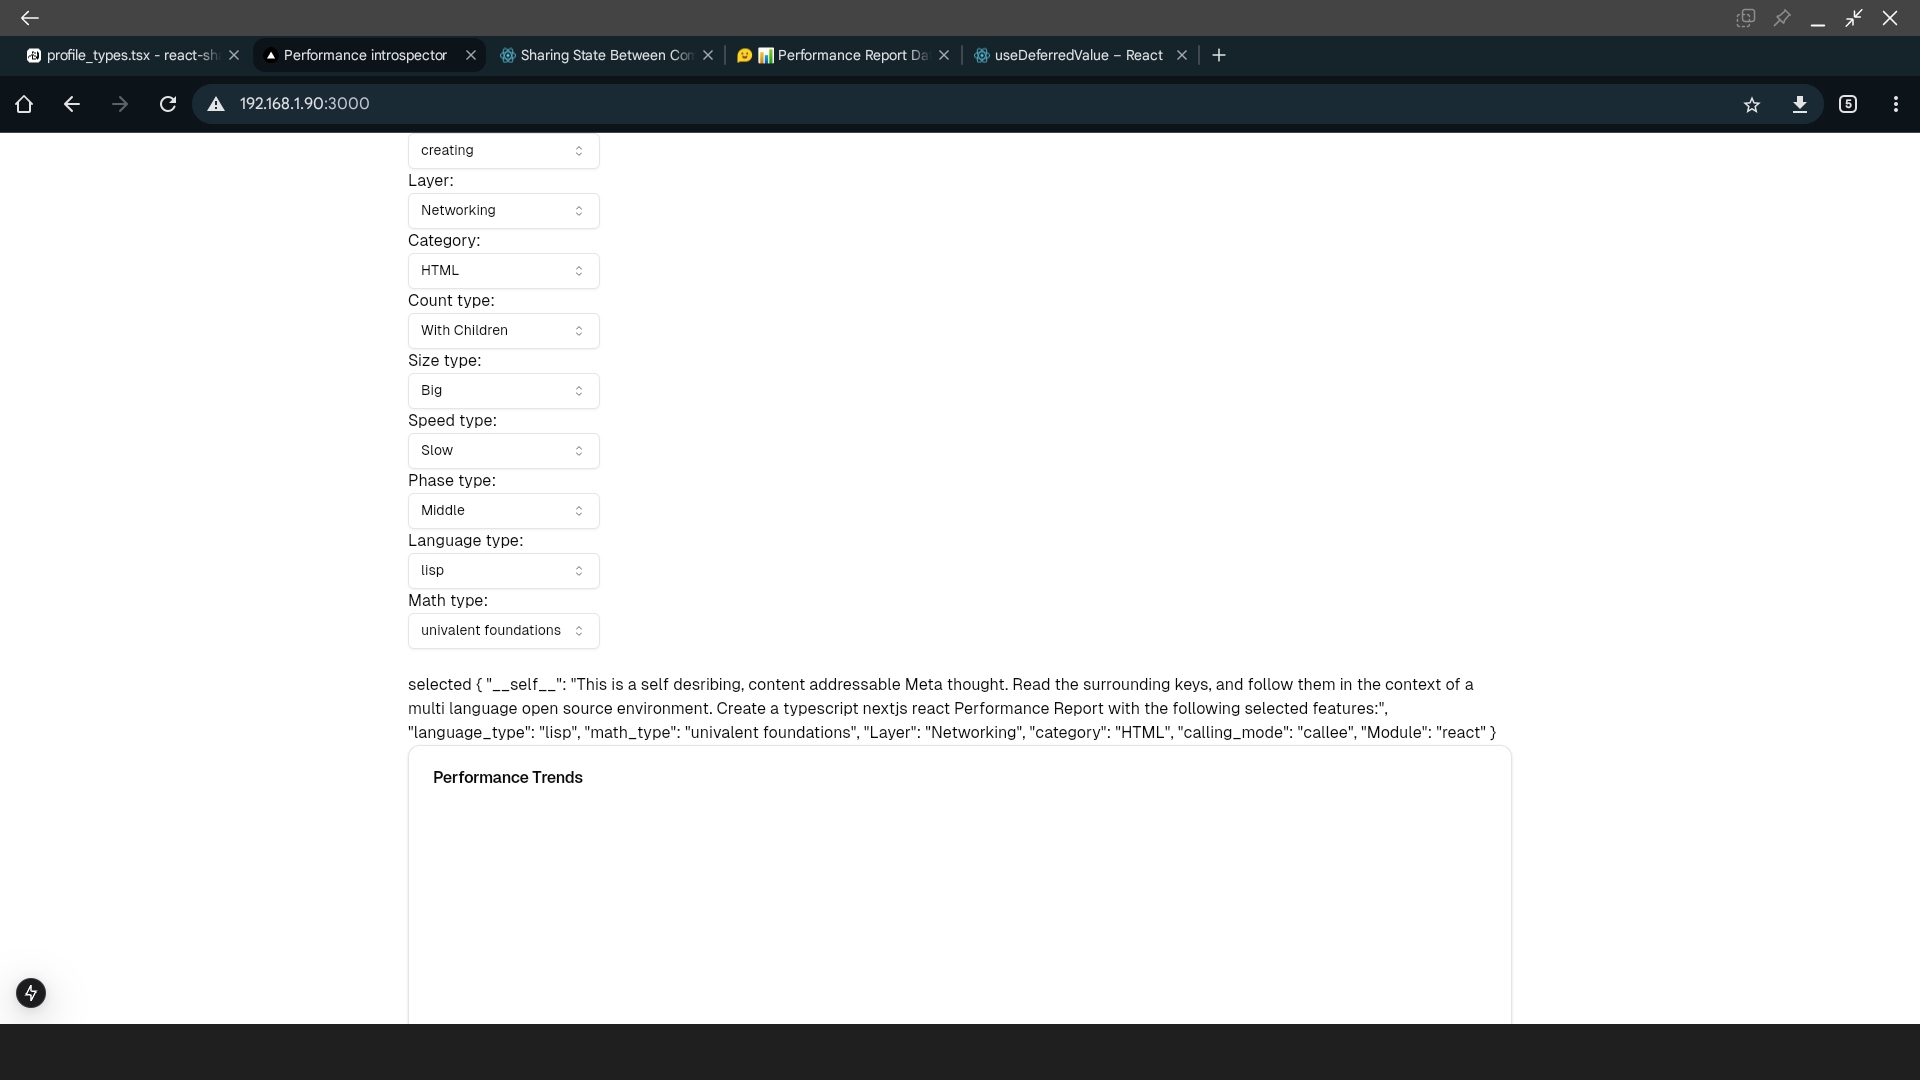 profile_types.tsx - react-sh
Performance introspector
Sharing State Between Con
Performance Report Da
useDeferredValue – React
192.168.1.90:3000
5
creating
Layer:
Networking
Category:
HTML
Count type:
With Children
Size type:
Big
Speed type:
Slow
Phase type:
Middle
Language type:
lisp
Math type:
univalent foundations
selected { "__self__": "This is a self desribing, content addressable Meta thought. Read the surrounding keys, and follow them in the context of a
multi language open source environment. Create a typescript nextjs react Performance Report with the following selected features:",
"language_type": "lisp", "math_type": "univalent foundations", "Layer": "Networking", "category": "HTML", "calling_mode": "callee", "Module": "react" }
Performance Trends